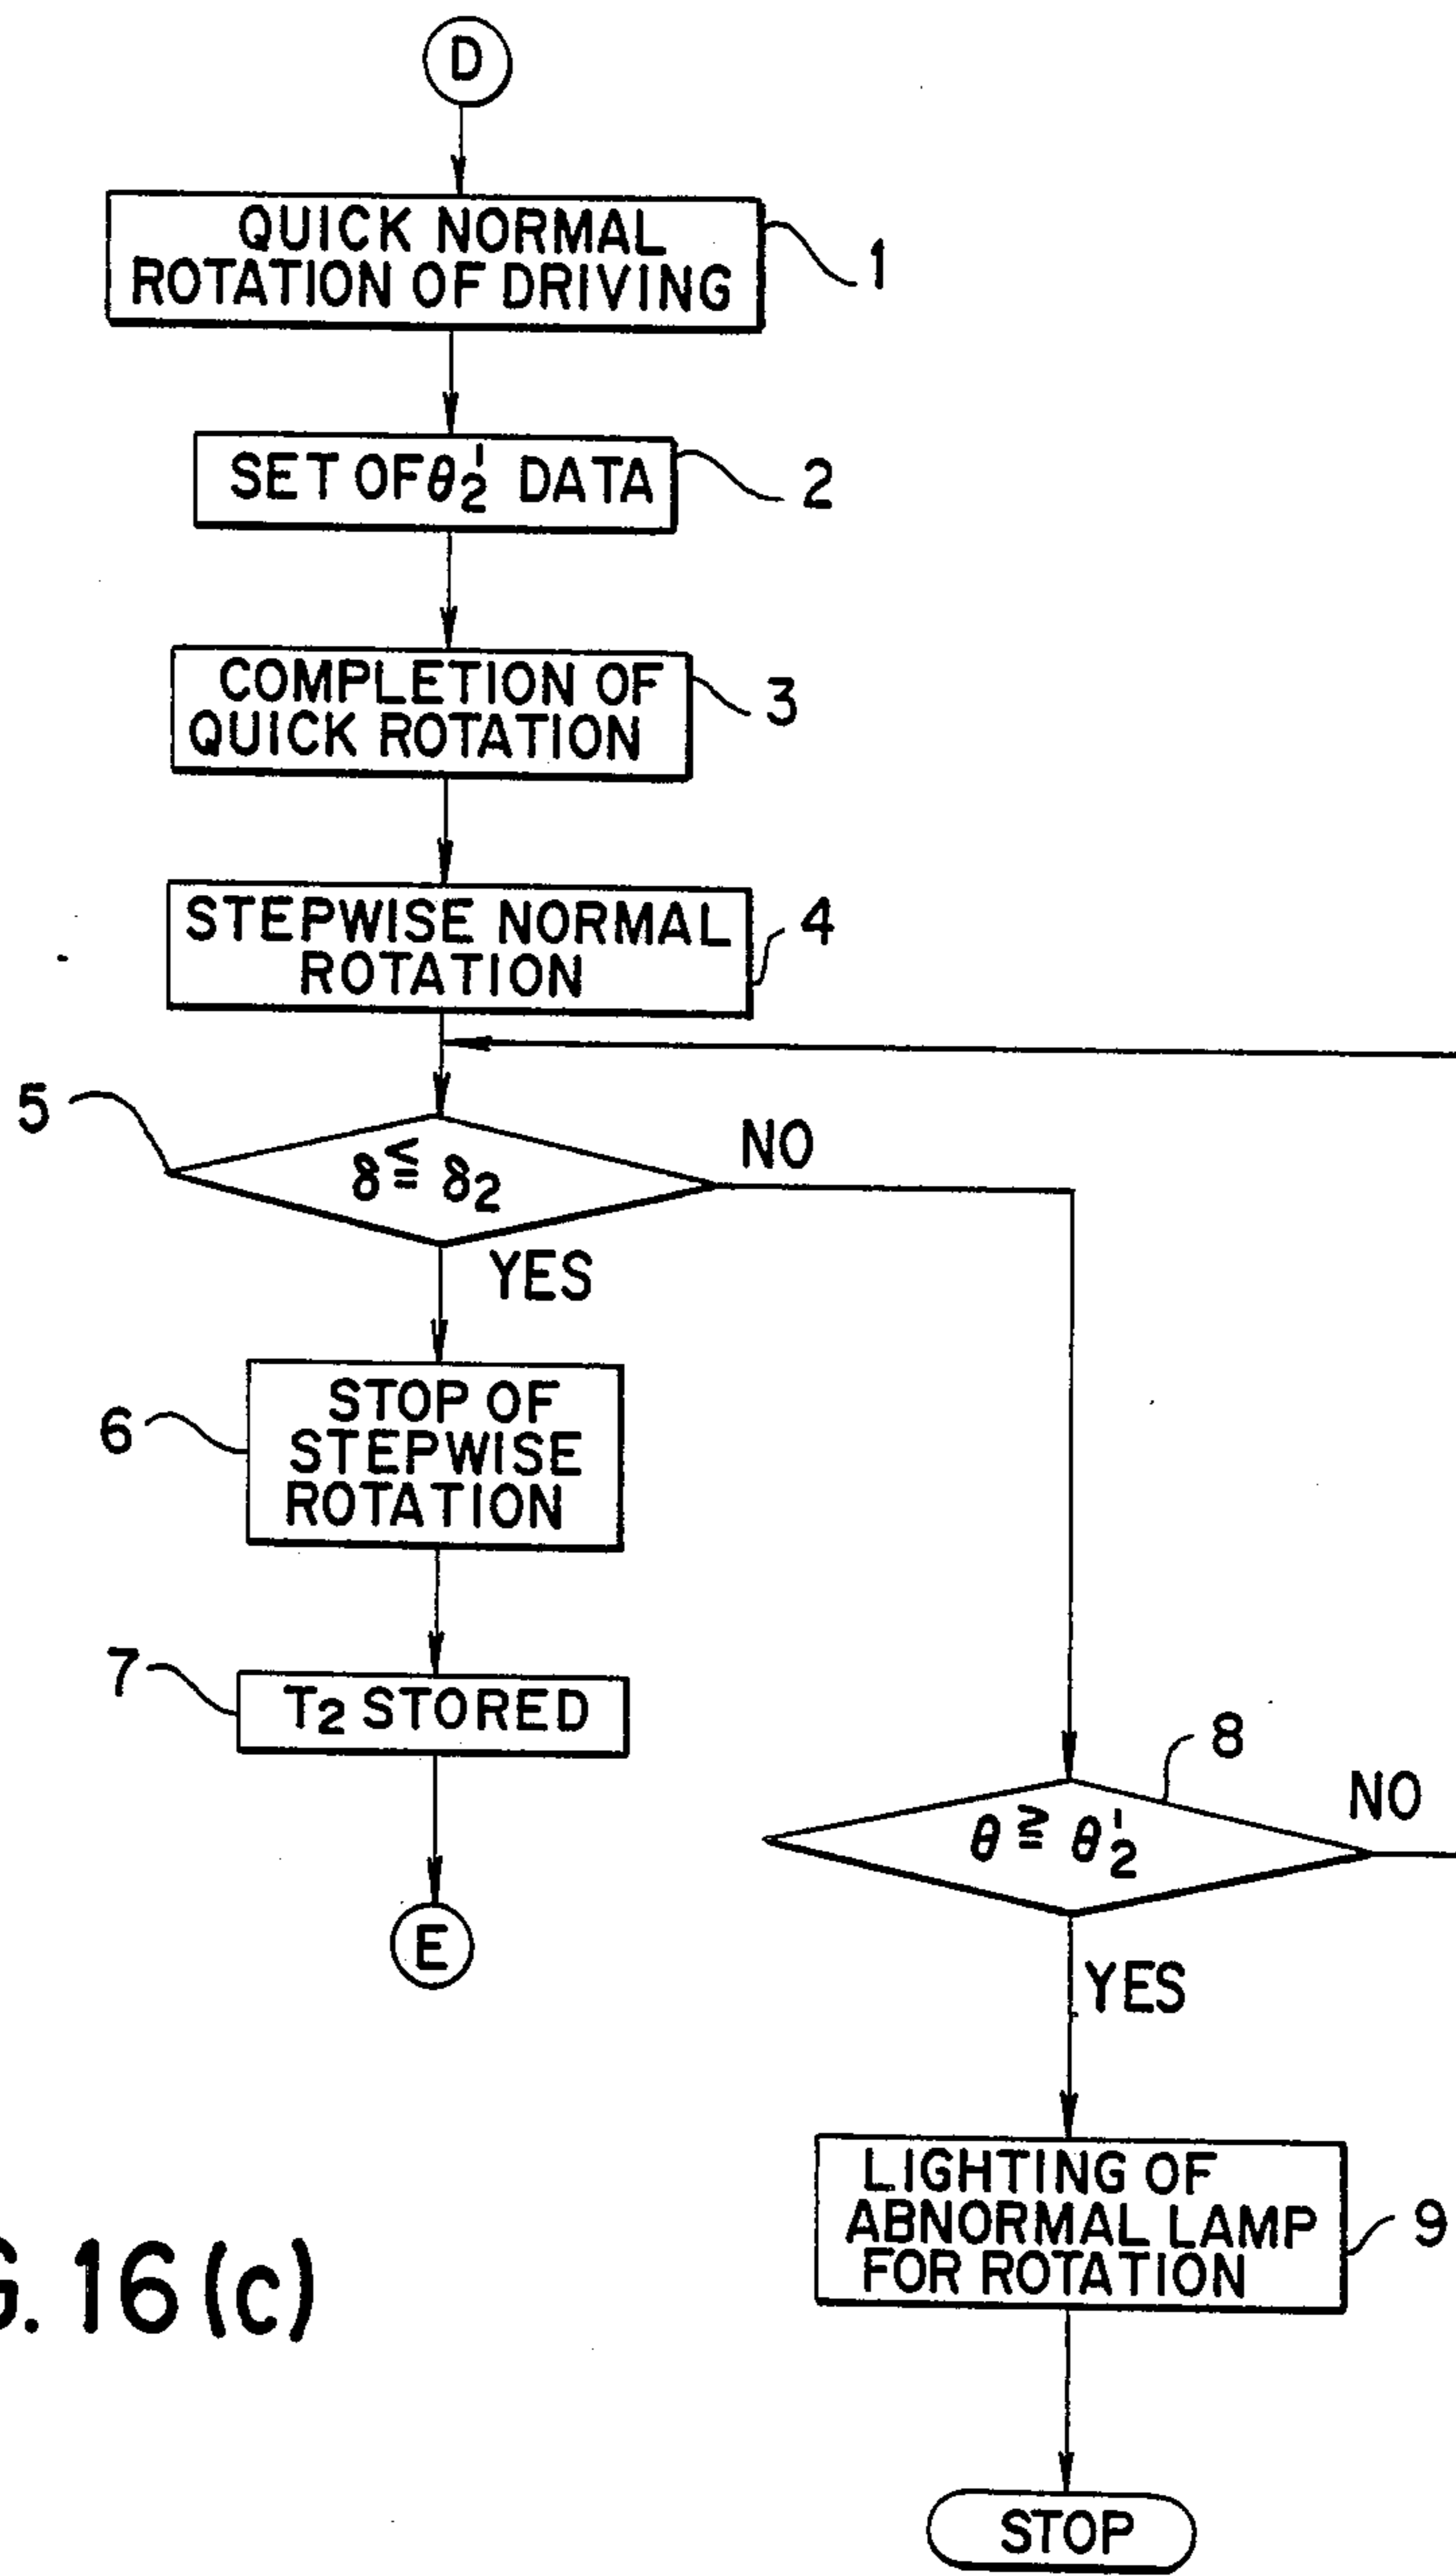 D
QUICK NORMAL
ROTATION OF DRIVING
1
SET OF θ₂' DATA
2
COMPLETION OF
QUICK ROTATION
3
STEPWISE NORMAL
ROTATION
4
5
δ ≦ δ₂
NO
YES
STOP OF
STEPWISE
ROTATION
6
7
T₂ STORED
E
8
θ ≧ θ₂'
NO
YES
LIGHTING OF
ABNORMAL LAMP
FOR ROTATION
9
G. 16 (c)
STOP